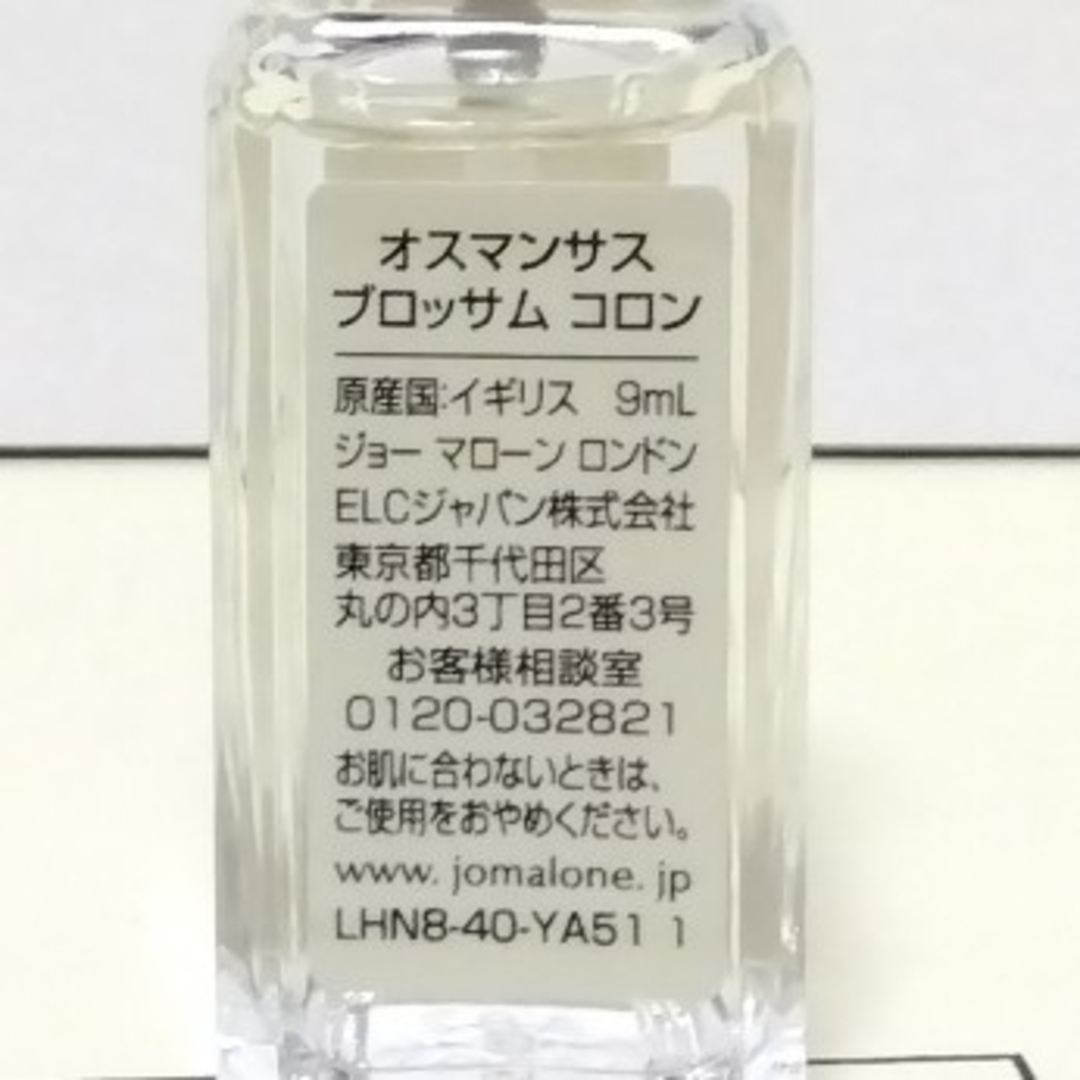 オスマンサス
ブロッサム コロン
原産国:イギリス 9mL
ジョー マローン ロンドン
ELCジャパン株式会社
東京都千代田区
丸の内3丁目2番3号
お客様相談室
0120-032821
お肌に合わないときは、
ご使用をおやめください。
www. jomalone. jp
LHN8-40-YA51 1